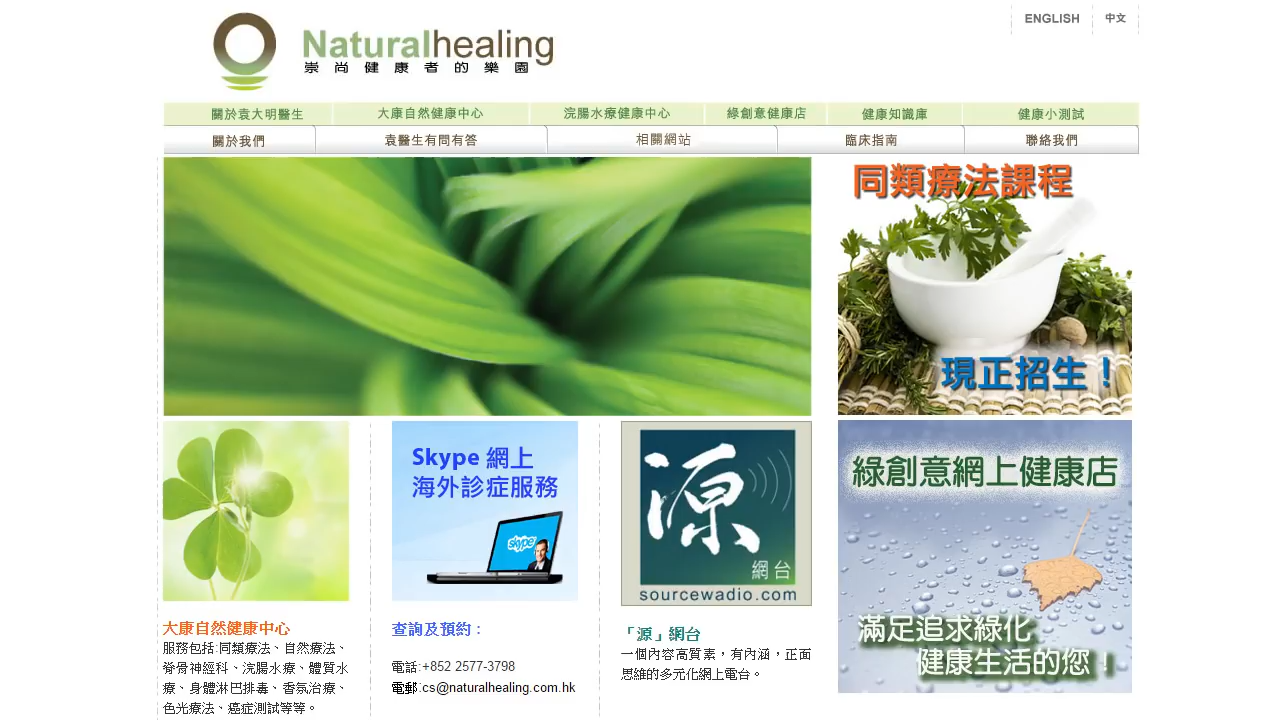 ENGLISH 中文
Naturalhealing
崇尚健康者的樂園
關於袁大明醫生 大康自然健康中心 浣腸水療健康中心 綠創意健康店 健康知識庫 健康小測試
關於我們 袁醫生有問有答 相關網站 臨床指南 聯絡我們
同類療法課程
現正招生！
Skype 網上
海外診症服務
skype
源
網台
sourcewadio.com
綠創意網上健康店
滿足追求綠化
健康生活的您！
大康自然健康中心
服務包括:同類療法、自然療法、
脊骨神經科、浣腸水療、體質水
療、身體淋巴排毒、香氛治療、
色光療法、癌症測試等等。
查詢及預約：
電話:+852 2577-3798
電郵:cs@naturalhealing.com.hk
「源」網台
一個內容高質素，有內涵，正面
思維的多元化網上電台。